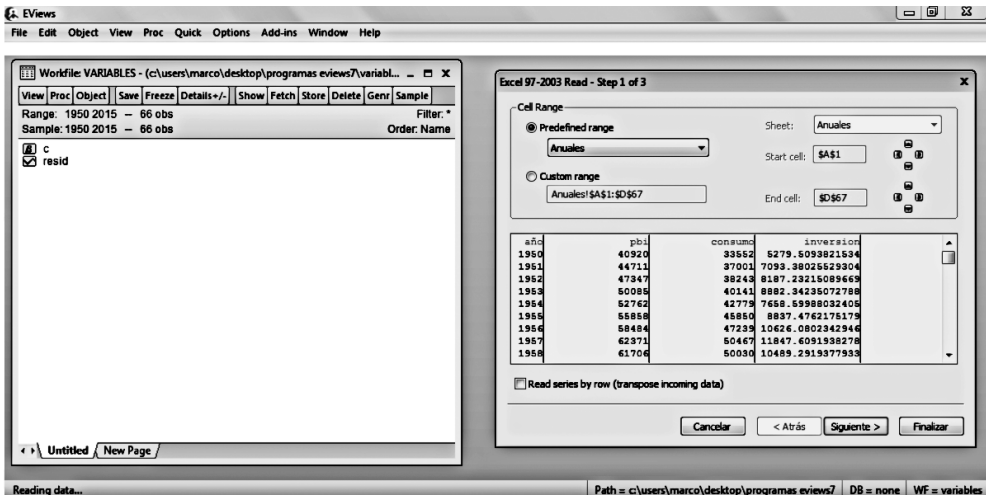 EViews
File Edit Object View Proc Quick Options Add-ins Window Help
Workfile: VARIABLES - (c:\users\marco\desktop\programas eviews7\variabl...
View Proc Object Save Freeze Details+/- Show Fetch Store Delete Genr Sample
Range: 1950 2015 – 66 obs Filter: *
Sample: 1950 2015 – 66 obs Order: Name
c
resid
Untitled New Page
Excel 97-2003 Read - Step 1 of 3
Cell Range
Predefined range
Anuales
Custom range
Anuales!$A$1:$D$67
Sheet: Anuales
Start cell: $A$1
End cell: $D$67
año pbi consumo inversion
1950 40920 33552 5279.5093821534
1951 44711 37001 7093.38025529304
1952 47347 38243 8187.23215089669
1953 50085 40141 8882.34235072788
1954 52762 42779 7658.59988032405
1955 55858 45850 8837.4762175179
1956 58484 47239 10626.0802342946
1957 62371 50467 11847.6091938278
1958 61706 50030 10489.2919377933
Read series by row (transpose incoming data)
Cancelar < Atrás Siguiente > Finalizar
Reading data... Path = c:\users\marco\desktop\programas eviews7 DB = none WF = variables